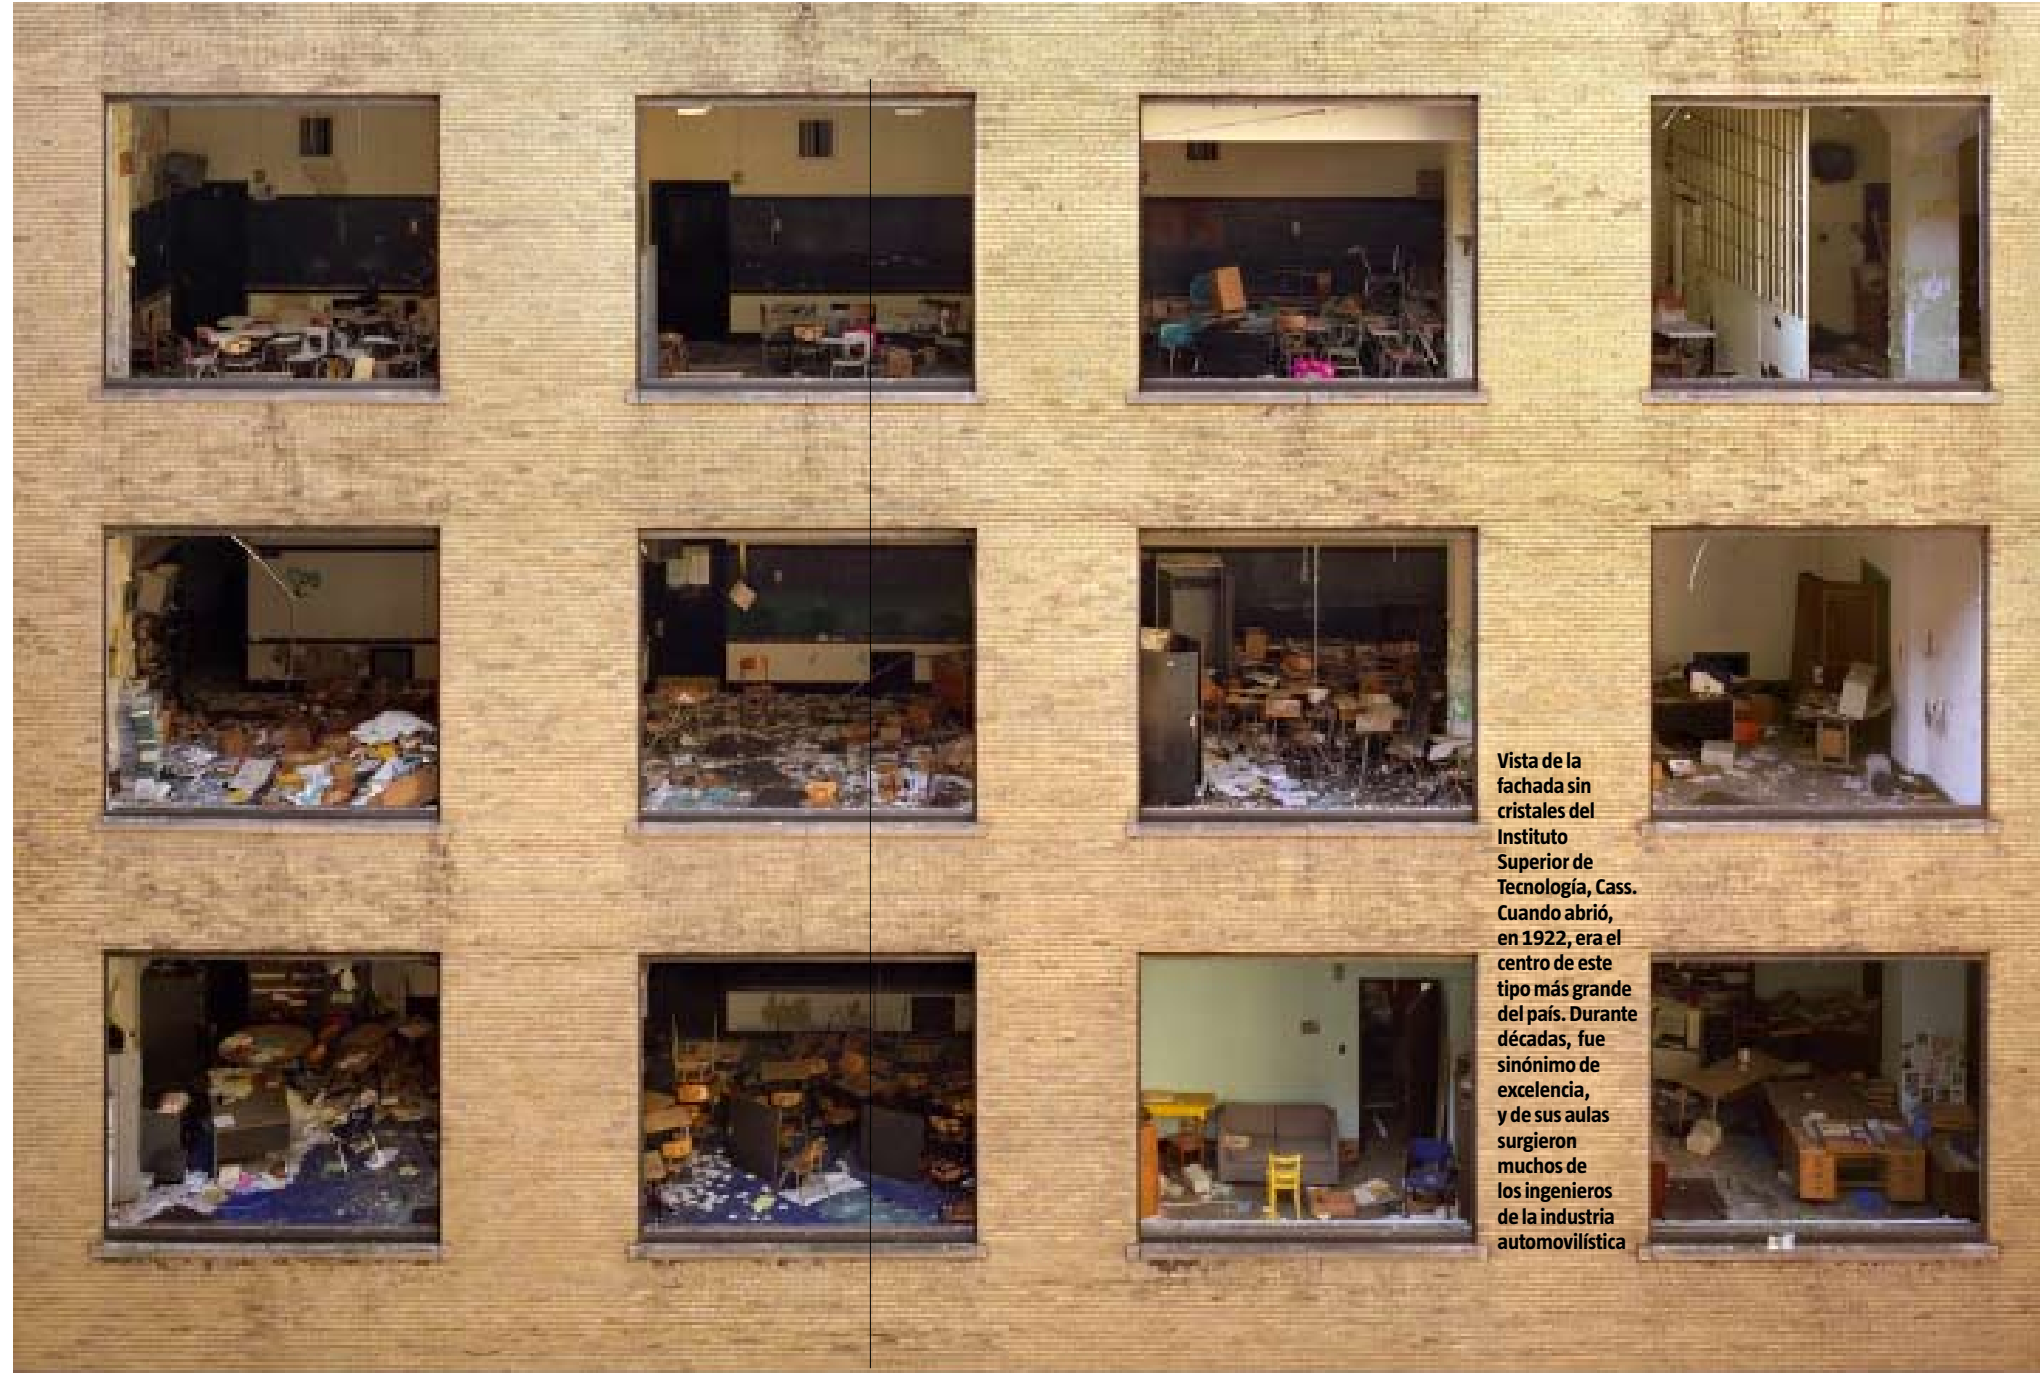 Vista de la
fachada sin
cristales del
Instituto
Superior de
Tecnología, Cass.
Cuando abrió,
en 1922, era el
centro de este
tipo más grande
del país. Durante
décadas, fue
sinónimo de
excelencia,
y de sus aulas
surgieron
muchos de
los ingenieros
de la industria
automovilística